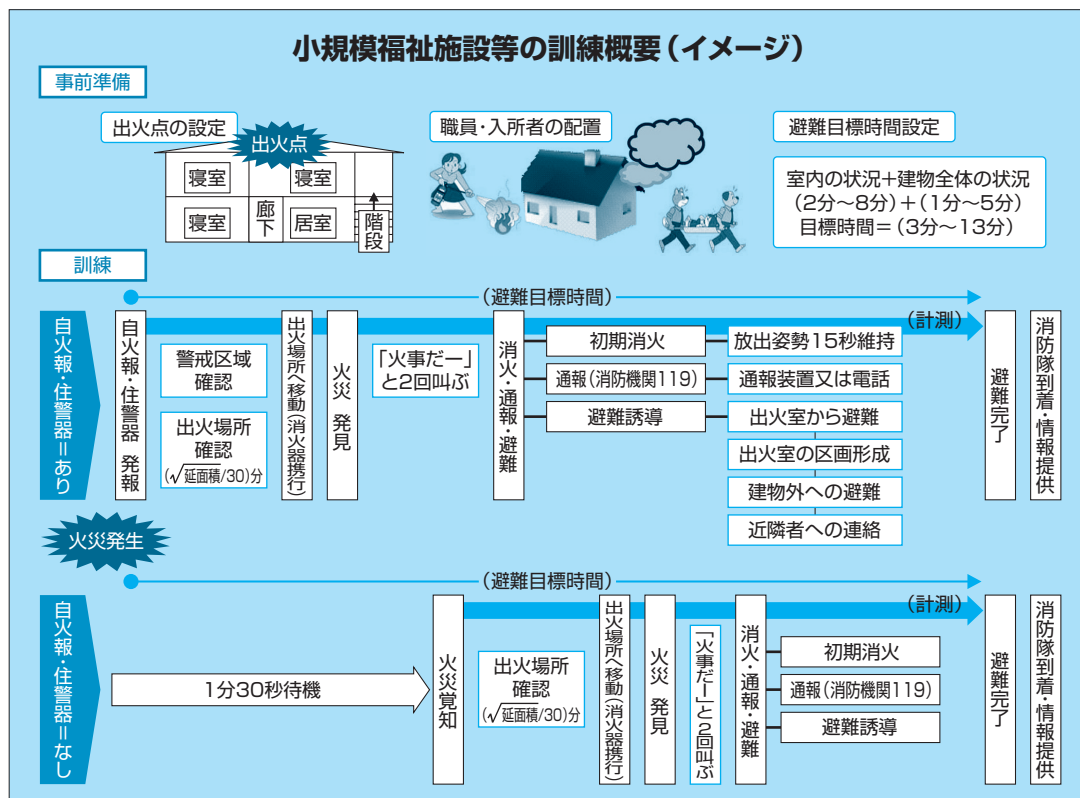 小規模福祉施設等の訓練概要(イメージ)
事前準備
出火点の設定
出火点
寝室
寝室
寝室
廊下
居室
階段
職員・入所者の配置
避難目標時間設定
室内の状況+建物全体の状況
(2分〜8分)+(1分〜5分)
目標時間=(3分〜13分)
訓練
(避難目標時間)
(計測)
自火報・住警器=あり
自火報・住警器 発報
警戒区域
確認
出火場所
確認
(√延面積/30)分
出火場所へ移動(消火器携行)
火災 発見
「火事だー」
と2回叫ぶ
消火・通報・避難
初期消火
放出姿勢15秒維持
通報(消防機関119)
通報装置又は電話
避難誘導
出火室から避難
出火室の区画形成
建物外への避難
近隣者への連絡
避難完了
消防隊到着・情報提供
火災発生
(避難目標時間)
(計測)
自火報・住警器=なし
1分30秒待機
火災覚知
出火場所
確認
(√延面積/30)分
出火場所へ移動(消火器携行)
火災 発見
「火事だー」と2回叫ぶ
消火・通報・避難
初期消火
通報(消防機関119)
避難誘導
避難完了
消防隊到着・情報提供